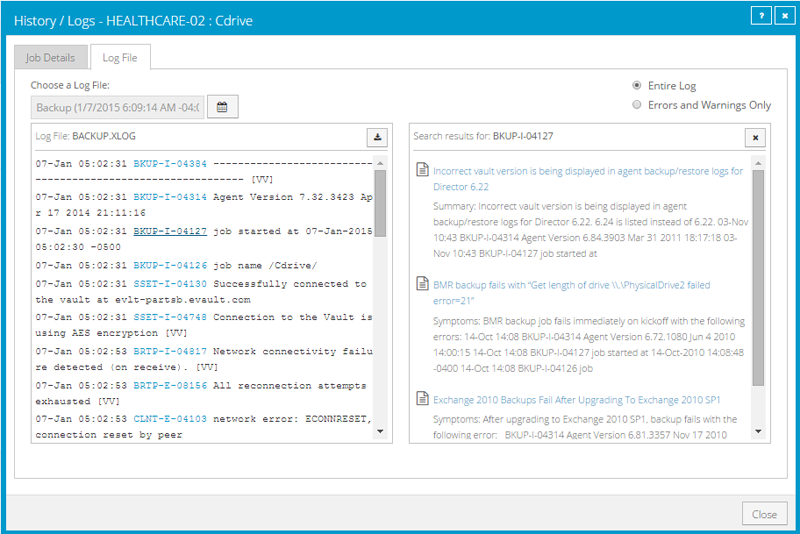 History / Logs - HEALTHCARE-02 : Cdrive
? ×
Job Details
Log File
Choose a Log File:
Backup (1/7/2015 6:09:14 AM -04:0
Entire Log
Errors and Warnings Only
Log File: BACKUP.XLOG
07-Jan 05:02:31 BKUP-I-04384 ----------------------------
--------------------------------- [VV]
07-Jan 05:02:31 BKUP-I-04314 Agent Version 7.32.3423 Ap
r 17 2014 21:11:16
07-Jan 05:02:31 BKUP-I-04127 job started at 07-Jan-2015
05:02:30 -0500
07-Jan 05:02:31 BKUP-I-04126 job name /Cdrive/
07-Jan 05:02:31 SSET-I-04130 Successfully connected to
the vault at evlt-partsb.evault.com
07-Jan 05:02:31 SSET-I-04748 Connection to the Vault is
using AES encryption [VV]
07-Jan 05:02:53 BRTP-I-04817 Network connectivity failu
re detected (on receive). [VV]
07-Jan 05:02:53 BRTP-E-08156 All reconnection attempts
exhausted [VV]
07-Jan 05:02:53 CLNT-E-04103 network error: ECONNRESET,
connection reset by peer
Search results for: BKUP-I-04127
×
Incorrect vault version is being displayed in agent backup/restore logs for
Director 6.22
Summary: Incorrect vault version is being displayed in agent
backup/restore logs for Director 6.22. 6.24 is listed instead of 6.22. 03-Nov
10:43 BKUP-I-04314 Agent Version 6.84.3903 Mar 31 2011 18:17:18 03-
Nov 10:43 BKUP-I-04127 job started at
BMR backup fails with "Get length of drive \\.\PhysicalDrive2 failed
error=21"
Symptoms: BMR backup job fails immediately on kickoff with the following
errors: 14-Oct 14:08 BKUP-I-04314 Agent Version 6.72.1080 Jun 4 2010
14:00:15 14-Oct 14:08 BKUP-I-04127 job started at 14-Oct-2010 14:08:48
-0400 14-Oct 14:08 BKUP-I-04126 job
Exchange 2010 Backups Fail After Upgrading To Exchange 2010 SP1
Symptoms: After upgrading to Exchange 2010 SP1, backup fails with the
following error: BKUP-I-04314 Agent Version 6.81.3357 Nov 17 2010
Close